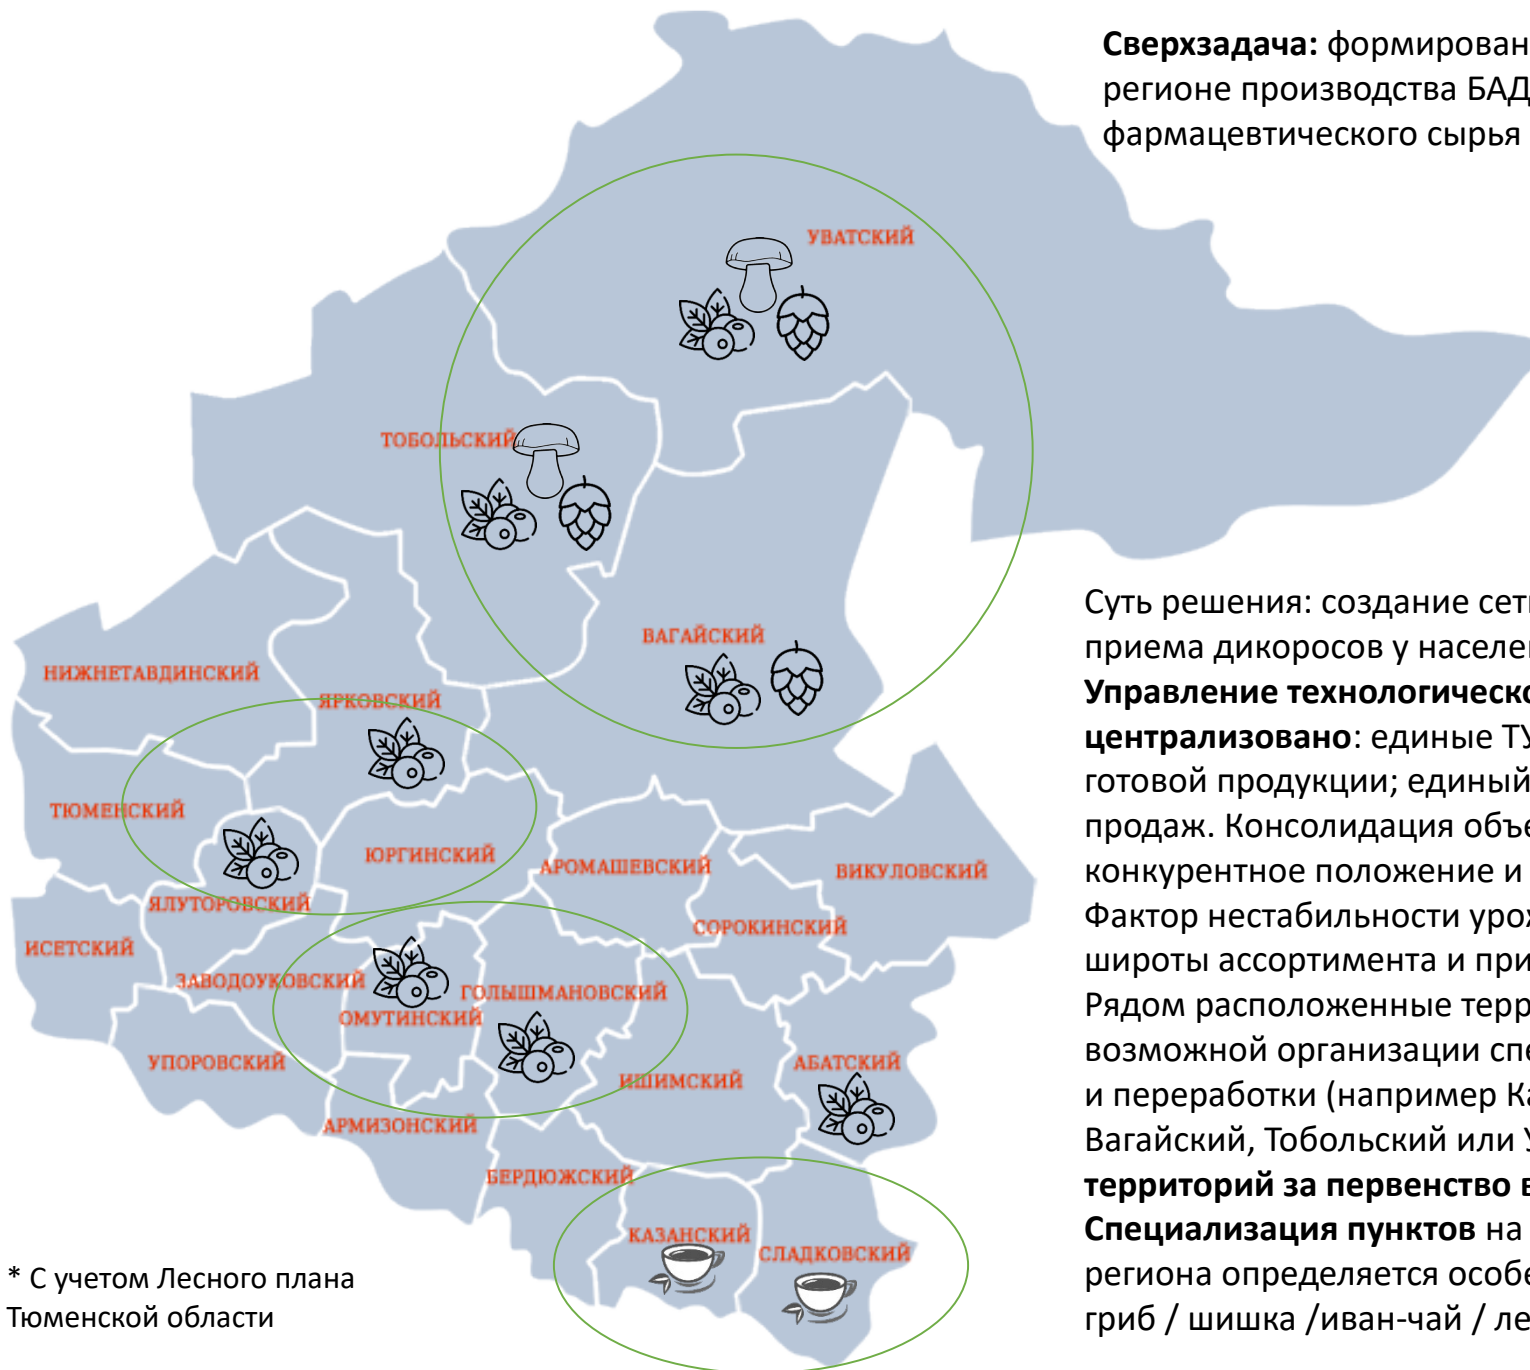 Сверхзадача: формирован
регионе производства БАД
фармацевтического сырья
УВАТСКИЙ
ТОБОЛЬСКИЙ
ВАГАЙСКИЙ
НИЖНЕТАВДИНСКИЙ
ЯРКОВСКИЙ
ТЮМЕНСКИЙ
ЮРГИНСКИЙ
АРОМАШЕВСКИЙ
ВИКУЛОВСКИЙ
ЯЛУТОРОВСКИЙ
СОРОКИНСКИЙ
ИСЕТСКИЙ
ЗАВОДОУКОВСКИЙ
ГОЛЫШМАНОВСКИЙ
ОМУТИНСКИЙ
УПОРОВСКИЙ
ИШИМСКИЙ
АБАТСКИЙ
АРМИЗОНСКИЙ
БЕРДЮЖСКИЙ
КАЗАНСКИЙ
СЛАДКОВСКИЙ
Суть решения: создание сет
приема дикоросов у населе
Управление технологическо
централизовано: единые ТУ
готовой продукции; единый
продаж. Консолидация объе
конкурентное положение и
Фактор нестабильности уро
широты ассортимента и при
Рядом расположенные терр
возможной организации спе
и переработки (например Ка
Вагайский, Тобольский или У
территорий за первенство в
Специализация пунктов на
региона определяется особе
гриб / шишка /иван-чай / ле
* С учетом Лесного плана
Тюменской области